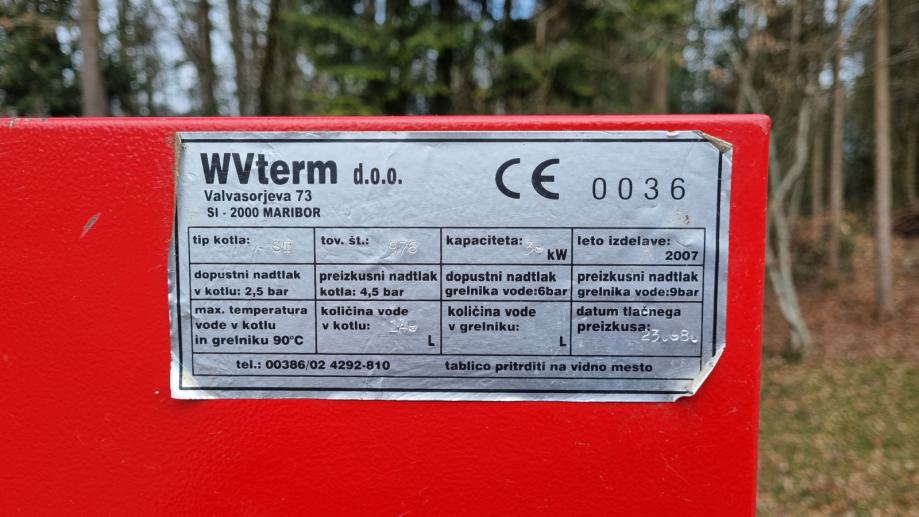 WVterm d.o.o.
Valvasorjeva 73
SI - 2000 MARIBOR
CE 0036
tip kotla: ST
tov. št.: 976
kapaciteta: kW
leto izdelave: 2007
dopustni nadtlak
v kotlu: 2,5 bar
preizkusni nadtlak
kotla: 4,5 bar
dopustni nadtlak
grelnika vode:6bar
preizkusni nadtlak
grelnika vode:9bar
max. temperatura
vode v kotlu
in grelniku 90°C
količina vode
v kotlu:
L
količina vode
v grelniku:
L
datum tlačnega
preizkusa:
tel.: 00386/02 4292-810 tablico pritrditi na vidno mesto